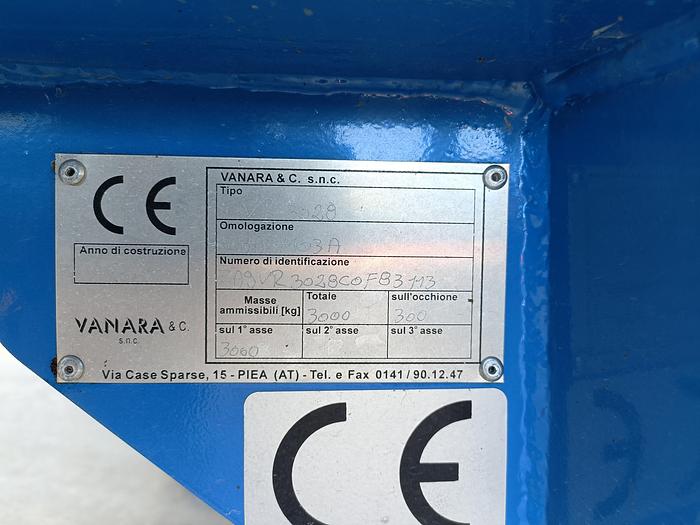 CE
Anno di costruzione
VANARA & C.
s.n.c.
VANARA & C. s.n.c.
Tipo
Omologazione
Numero di identificazione
Masse ammissibili [kg]
Totale
3000
sull'occhione
300
sul 1° asse
3000
sul 2° asse
sul 3° asse
Via Case Sparse, 15 - PIEA (AT) - Tel. e Fax 0141 / 90.12.47
CE